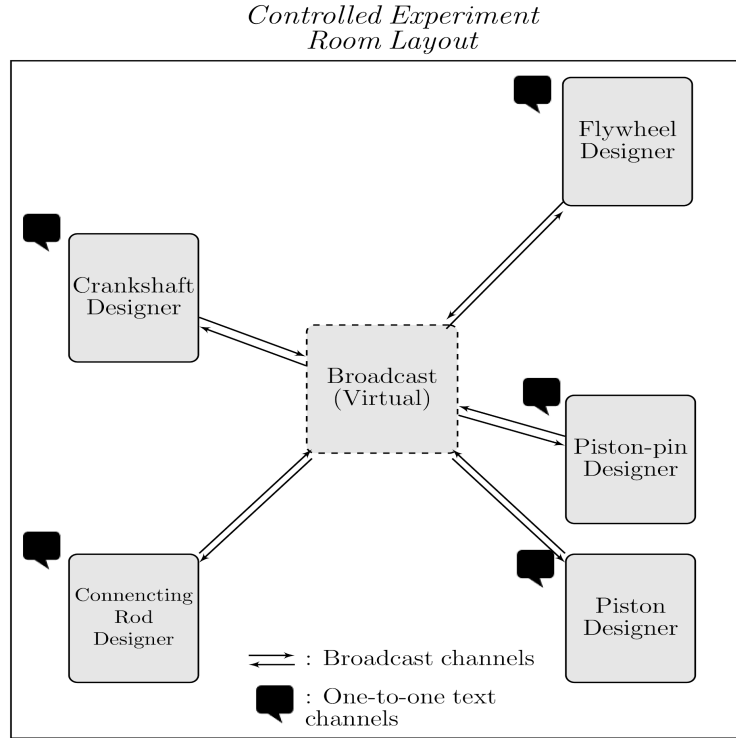 Controlled Experiment
Room Layout
Flywheel
Designer
Crankshaft
Designer
Broadcast
(Virtual)
Piston-pin
Designer
Connencting
Rod
Designer
Piston
Designer
: Broadcast channels
: One-to-one text
channels